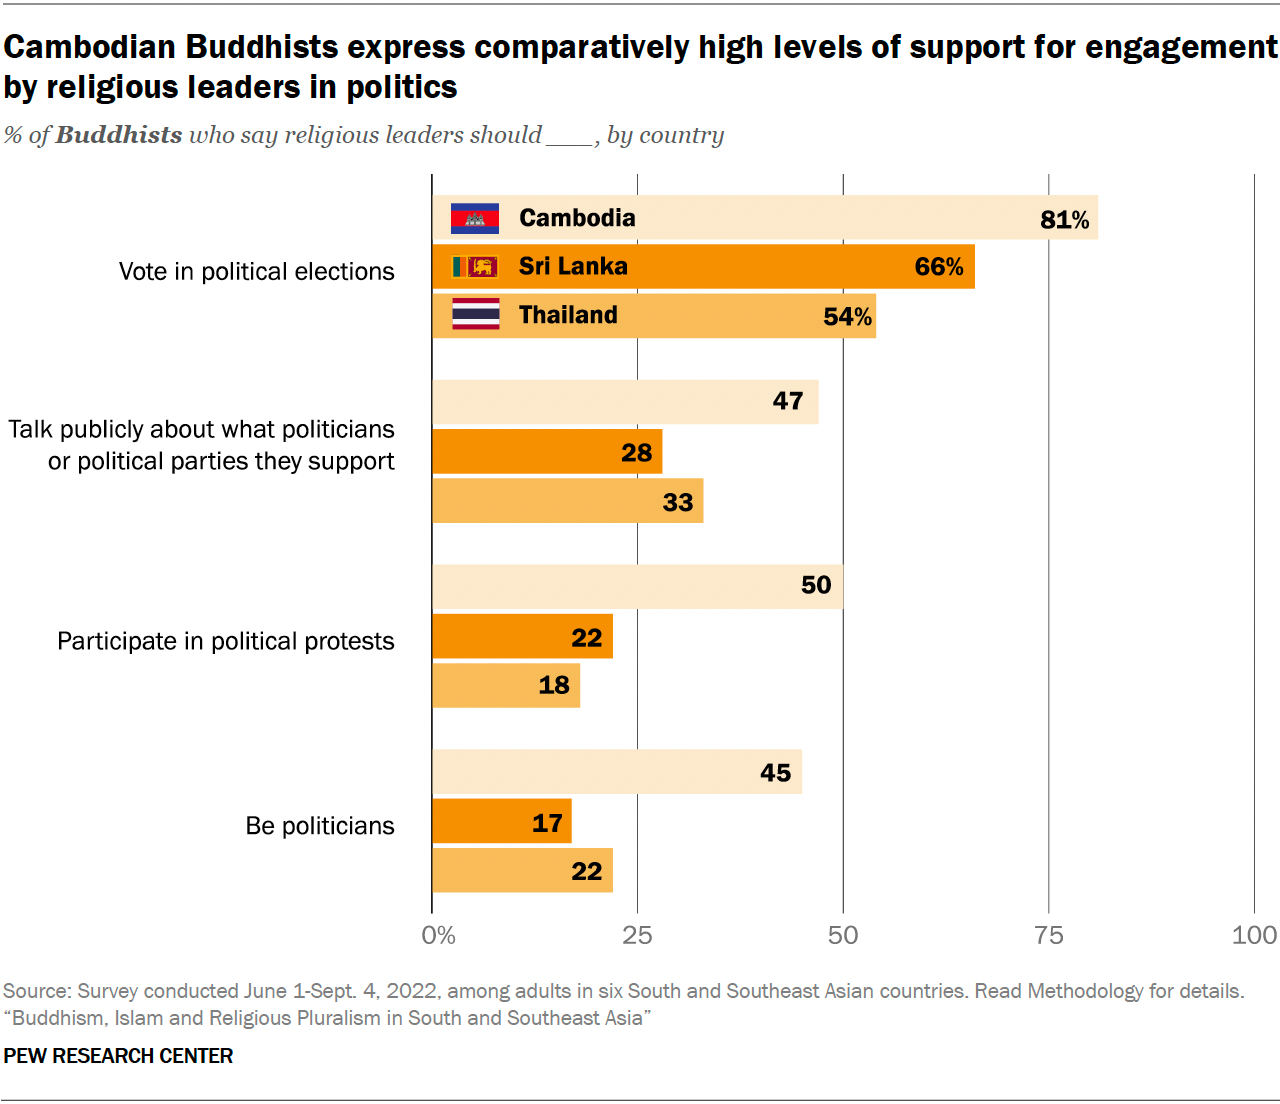 Cambodian Buddhists express comparatively high levels of support for engagement
by religious leaders in politics
% of Buddhists who say religious leaders should ___, by country
Cambodia 81%
Vote in political elections
Sri Lanka 66%
Thailand 54%
47
Talk publicly about what politicians
or political parties they support
28
33
50
Participate in political protests
22
18
45
Be politicians
17
22
0% 25 50 75 100
Source: Survey conducted June 1-Sept. 4, 2022, among adults in six South and Southeast Asian countries. Read Methodology for details.
“Buddhism, Islam and Religious Pluralism in South and Southeast Asia”
PEW RESEARCH CENTER